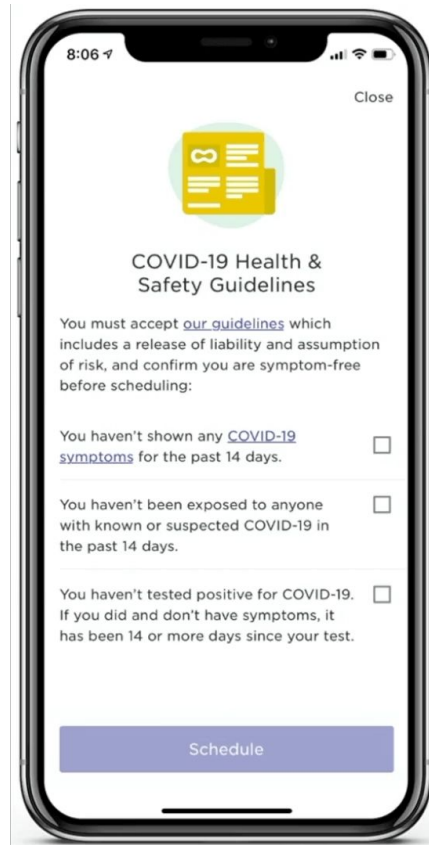 8:06
Close
COVID-19 Health &
Safety Guidelines
You must accept our guidelines which
includes a release of liability and assumption
of risk, and confirm you are symptom-free
before scheduling:
You haven't shown any COVID-19
symptoms for the past 14 days.
You haven't been exposed to anyone
with known or suspected COVID-19 in
the past 14 days.
You haven't tested positive for COVID-19.
If you did and don't have symptoms, it
has been 14 or more days since your test.
Schedule